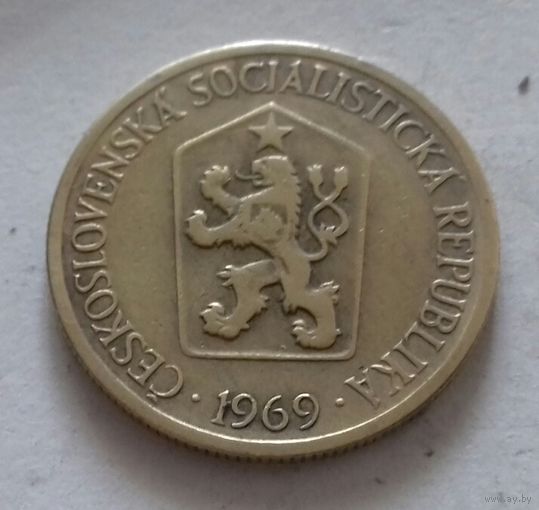 ČESKOSLOVENSKÁ SOCIALISTICKÁ REPUBLIKA
· 1969 ·
www.ay.by